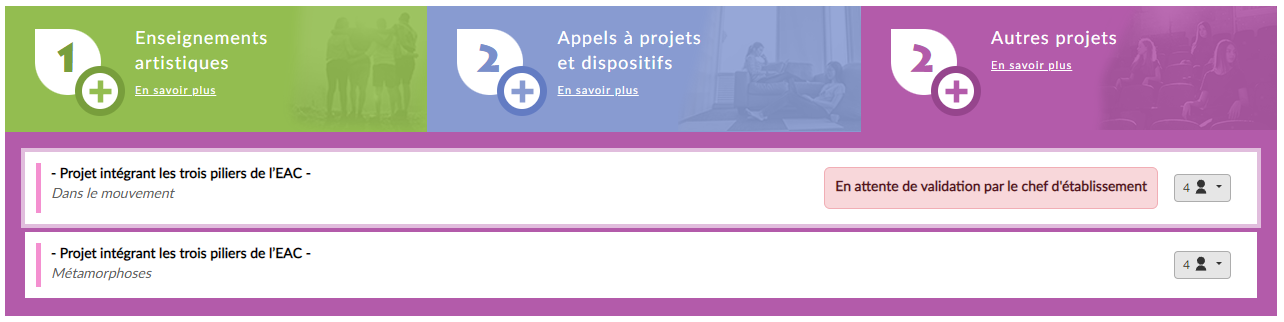 1
Enseignements
artistiques
En savoir plus
2
Appels à projets
et dispositifs
En savoir plus
2
Autres projets
En savoir plus
- Projet intégrant les trois piliers de l’EAC -
Dans le mouvement
En attente de validation par le chef d'établissement
4
- Projet intégrant les trois piliers de l’EAC -
Métamorphoses
4